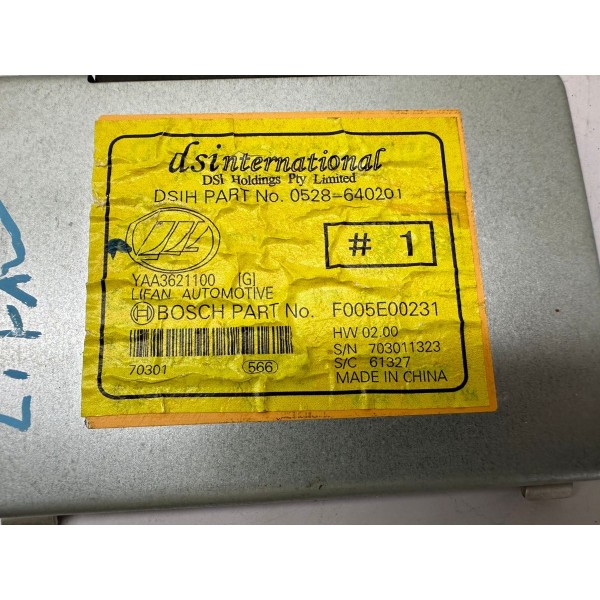 dsinternational
DSI Holdings Pty Limited
DSIH PART No. 0528-640201
# 1
YAA3621100 [G]
LIFAN AUTOMOTIVE
BOSCH PART No. F005E00231
HW 02.00
S/N 703011323
S/C 61327
70301 566
MADE IN CHINA